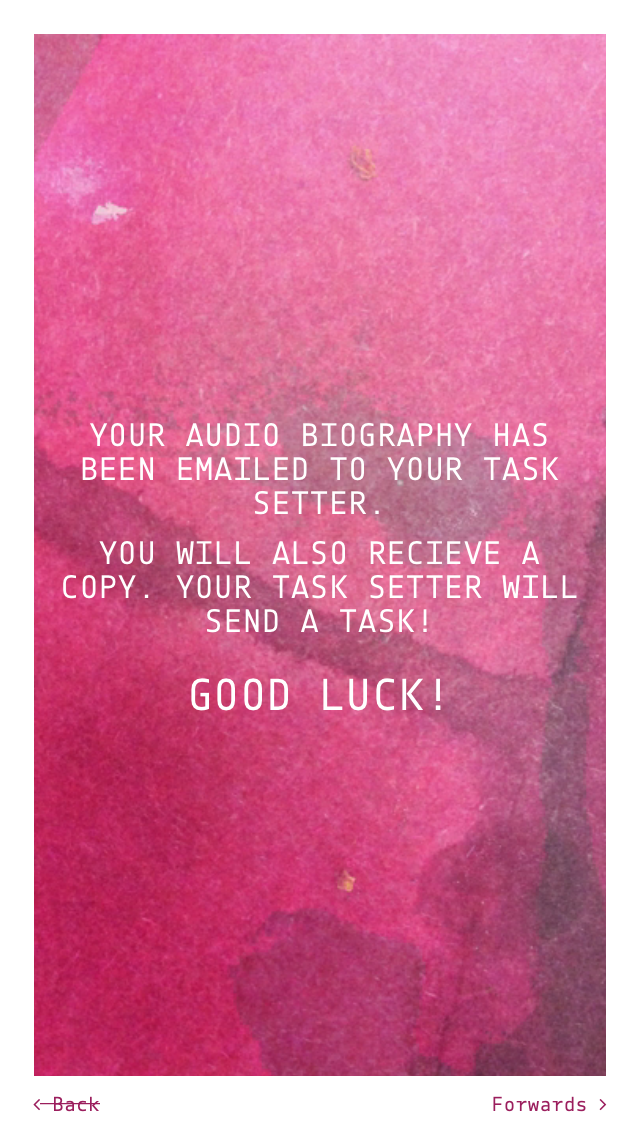 YOUR AUDIO BIOGRAPHY HAS
BEEN EMAILED TO YOUR TASK
SETTER.
YOU WILL ALSO RECIEVE A
COPY. YOUR TASK SETTER WILL
SEND A TASK!
GOOD LUCK!
Back
Forwards